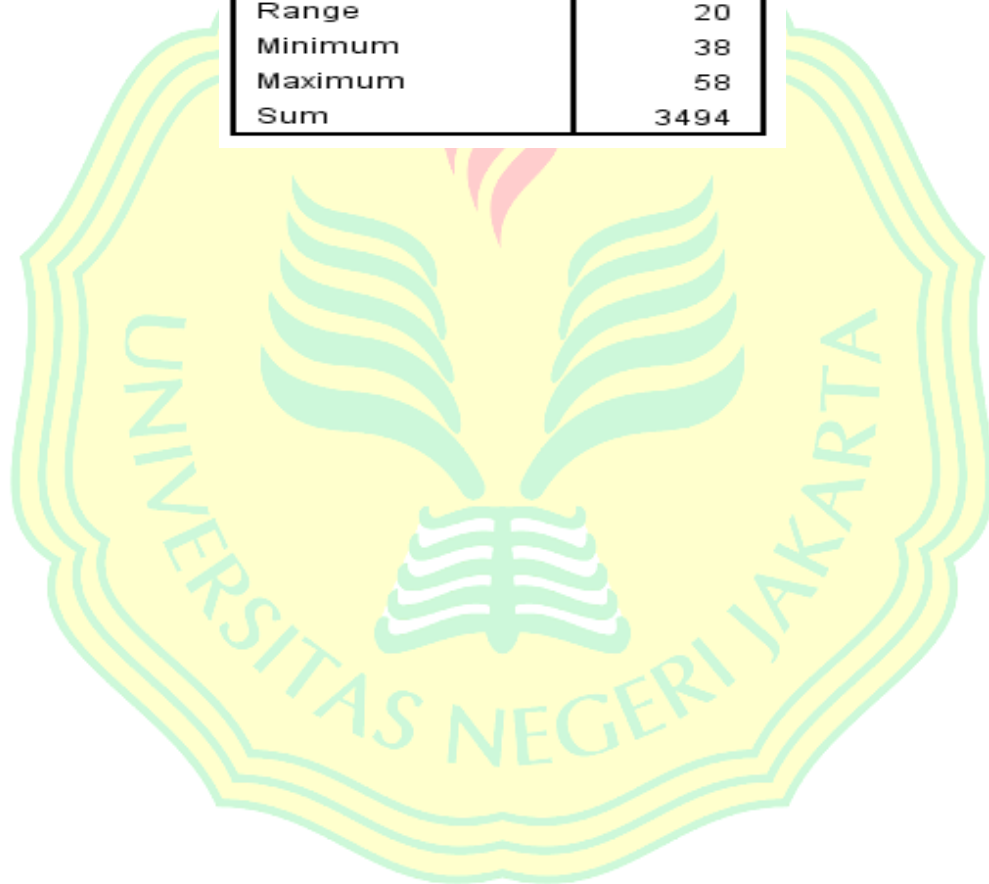 Range 20
Minimum 38
Maximum 58
Sum 3494
UNIVERSITAS NEGERI JAKARTA